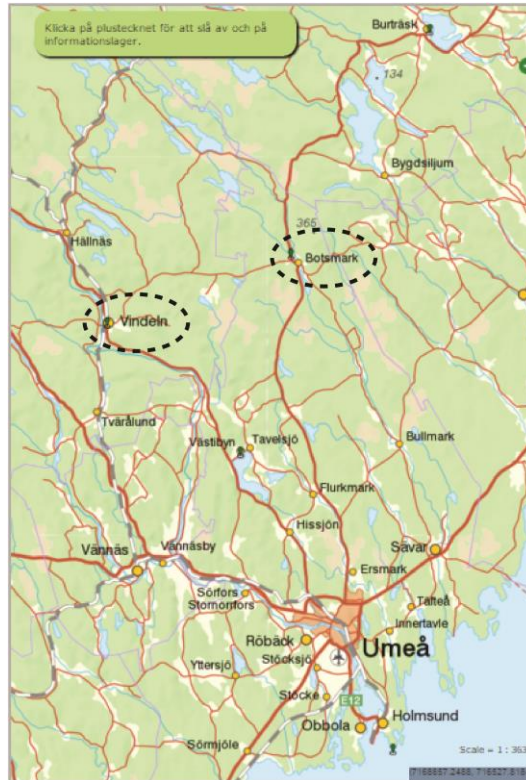 Klicka på plustecknet för att slå av och på
informationslager.
Burträsk
134
Bygdsiljum
365
Hällnäs
Botsmark
Vindeln
Tvärålund
Bullmark
Västibyn
Tavelsjö
Flurkmark
Hissjön
Sävar
Vännäs
Vännäsby
Ersmark
Sörfors
Stornorrfors
Täfteå
Innertavle
Röbäck
Umeå
Stöcksjö
Yttersjö
Stöcke
E12
Obbola
Holmsund
Sörmjöle
Scale = 1 : 363